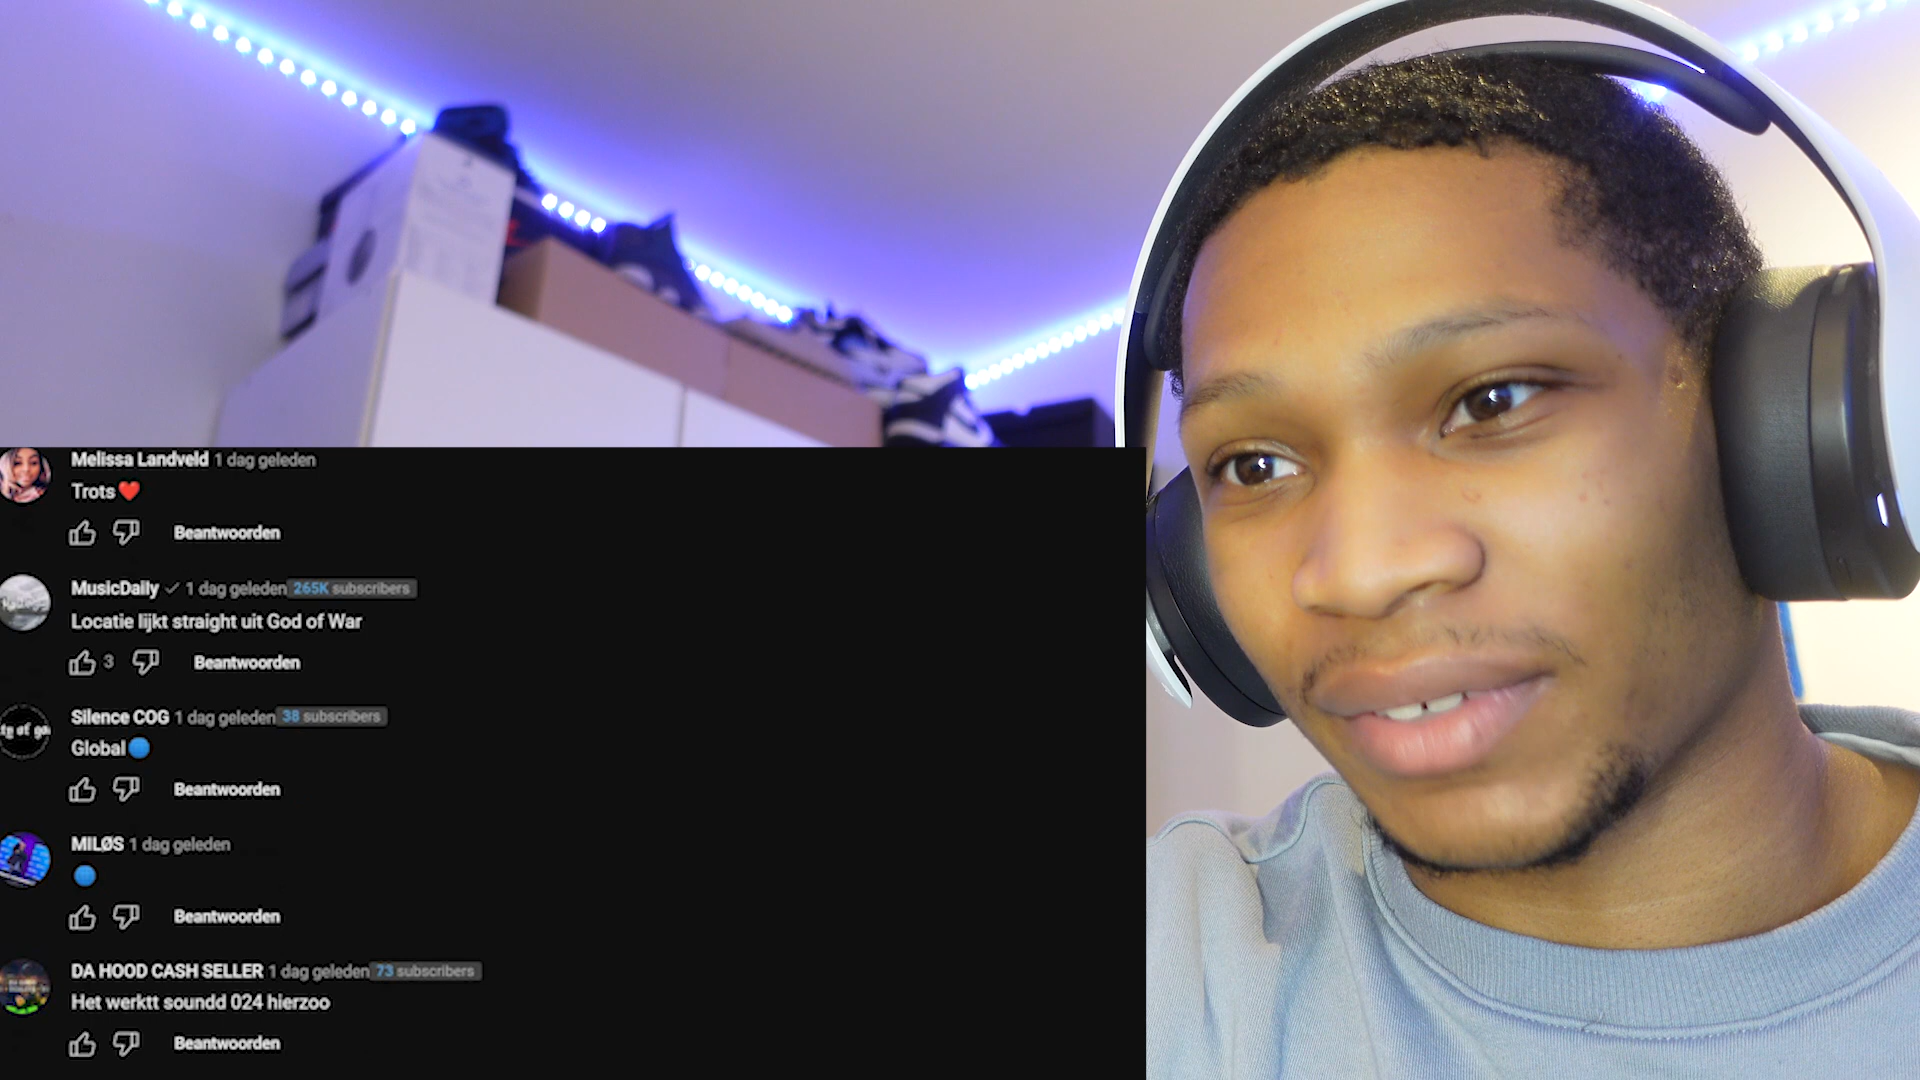 Melissa Landveld 1 dag geleden
Trots❤️
Beantwoorden
MusicDaily 1 dag geleden 265K subscribers
Locatie lijkt straight uit God of War
3 Beantwoorden
Silence COG 1 dag geleden 38 subscribers
Global🔵
Beantwoorden
MILØS 1 dag geleden
🔵
Beantwoorden
DA HOOD CASH SELLER 1 dag geleden 73 subscribers
Het werktt soundd 024 hierzoo
Beantwoorden